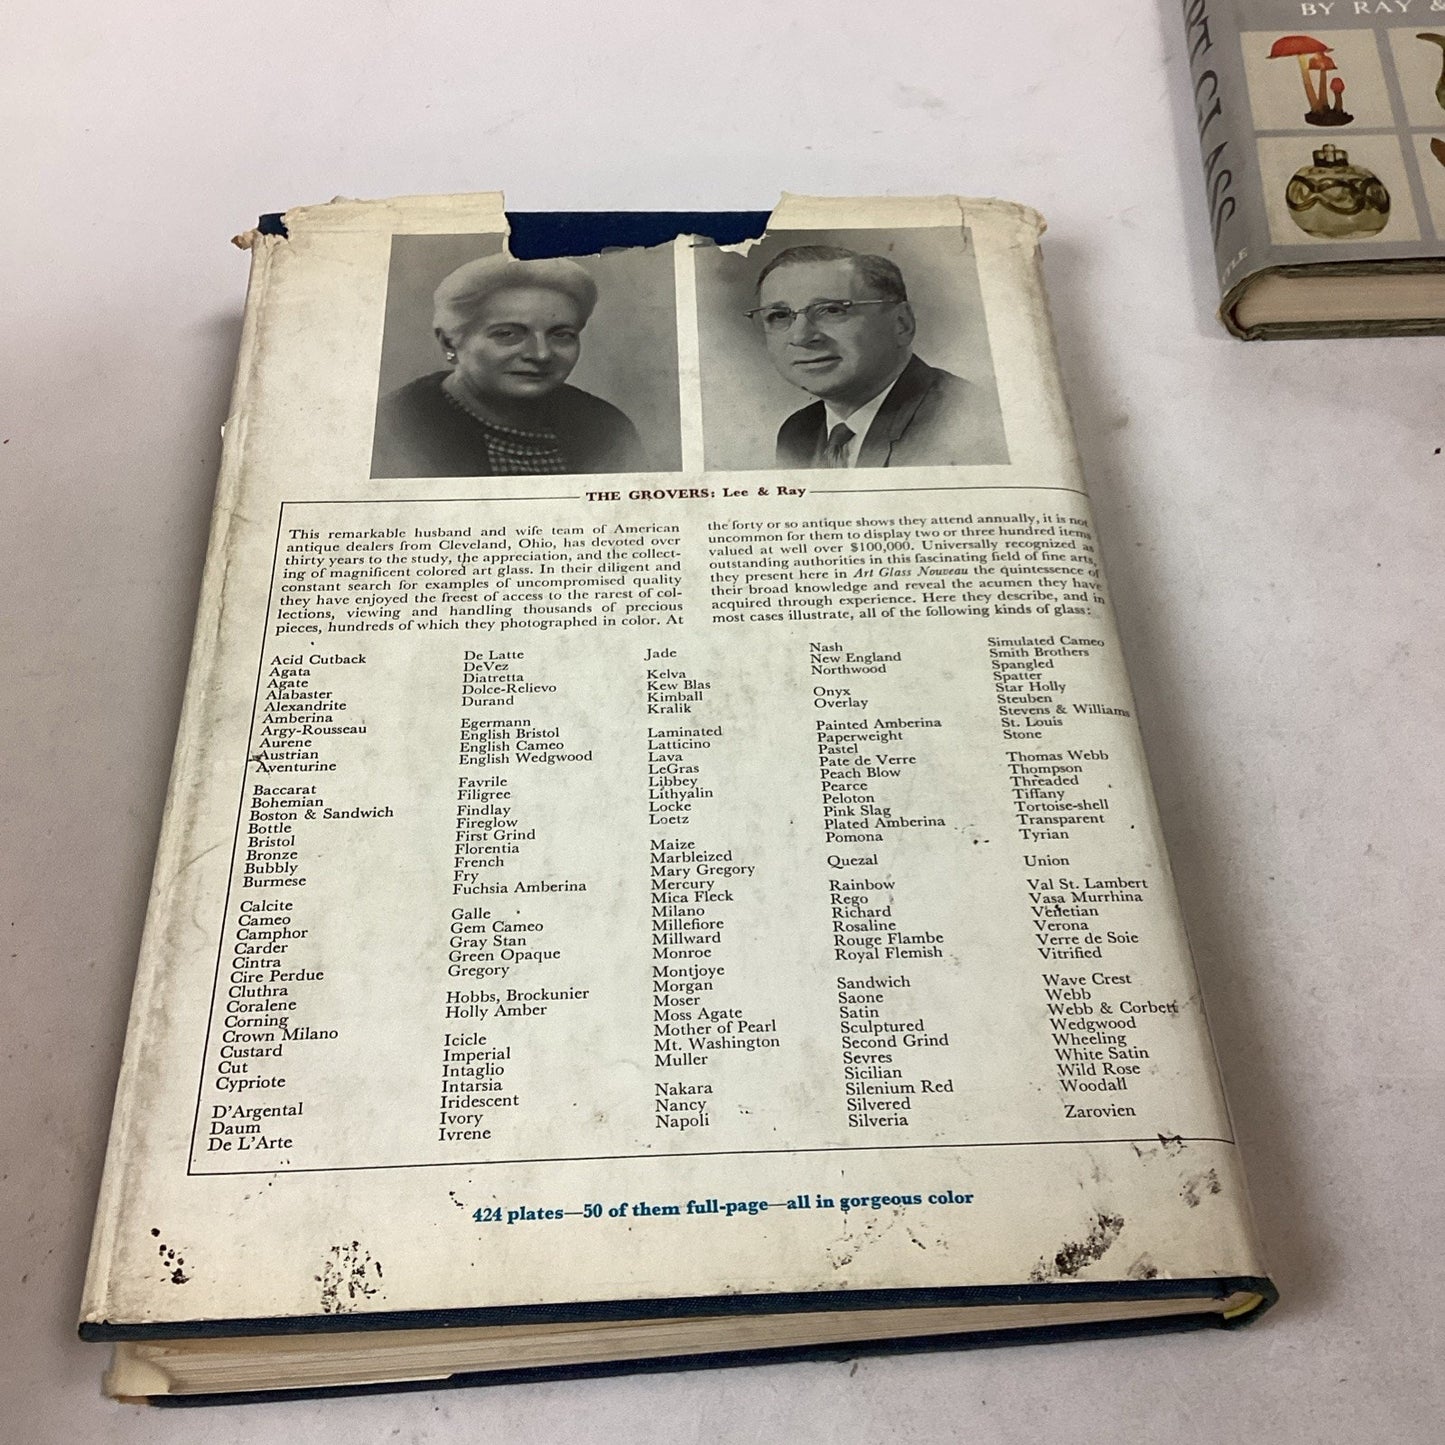 BY RAY &
ART GLASS
TUTTLE
THE GROVERS: Lee & Ray
This remarkable husband and wife team of American
antique dealers from Cleveland, Ohio, has devoted over
thirty years to the study, the appreciation, and the collect-
ing of magnificent colored art glass. In their diligent and
constant search for examples of uncompromised quality
they have enjoyed the freest of access to the rarest of col-
lections, viewing and handling thousands of precious
pieces, hundreds of which they photographed in color. At
the forty or so antique shows they attend annually, it is not
uncommon for them to display two or three hundred items
valued at well over $100,000. Universally recognized as
outstanding authorities in this fascinating field of fine arts,
they present here in Art Glass Nouveau the quintessence of
their broad knowledge and reveal the acumen they have
acquired through experience. Here they describe, and in
most cases illustrate, all of the following kinds of glass:
Acid Cutback
Agata
Agate
Alabaster
Alexandrite
Amberina
Argy-Rousseau
Aurene
Austrian
Aventurine
Baccarat
Bohemian
Boston & Sandwich
Bottle
Bristol
Bronze
Bubbly
Burmese
Calcite
Cameo
Camphor
Carder
Cintra
Cire Perdue
Cluthra
Coralene
Corning
Crown Milano
Custard
Cut
Cypriote
D'Argental
Daum
De L'Arte
De Latte
DeVez
Diatretta
Dolce-Relievo
Durand
Egermann
English Bristol
English Cameo
English Wedgwood
Favrile
Filigree
Findlay
Fireglow
First Grind
Florentia
French
Fry
Fuchsia Amberina
Galle
Gem Cameo
Gray Stan
Green Opaque
Gregory
Hobbs, Brockunier
Holly Amber
Icicle
Imperial
Intaglio
Intarsia
Iridescent
Ivory
Ivrene
Jade
Kelva
Kew Blas
Kimball
Kralik
Laminated
Latticino
Lava
LeGras
Libbey
Lithyalin
Locke
Loetz
Maize
Marbleized
Mary Gregory
Mercury
Mica Fleck
Milano
Millefiore
Millward
Monroe
Montjoye
Morgan
Moser
Moss Agate
Mother of Pearl
Mt. Washington
Muller
Nakara
Nancy
Napoli
Nash
New England
Northwood
Onyx
Overlay
Painted Amberina
Paperweight
Pastel
Pate de Verre
Peach Blow
Pearce
Peloton
Pink Slag
Plated Amberina
Pomona
Quezal
Rainbow
Rego
Richard
Rosaline
Rouge Flambe
Royal Flemish
Sandwich
Saone
Satin
Sculptured
Second Grind
Sevres
Sicilian
Silenium Red
Silvered
Silveria
Simulated Cameo
Smith Brothers
Spangled
Spatter
Star Holly
Steuben
Stevens & Williams
St. Louis
Stone
Thomas Webb
Thompson
Threaded
Tiffany
Tortoise-shell
Transparent
Tyrian
Union
Val St. Lambert
Vasa Murrhina
Venetian
Verona
Verre de Soie
Vitrified
Wave Crest
Webb
Webb & Corbett
Wedgwood
Wheeling
White Satin
Wild Rose
Woodall
Zarovien
424 plates—50 of them full-page—all in gorgeous color